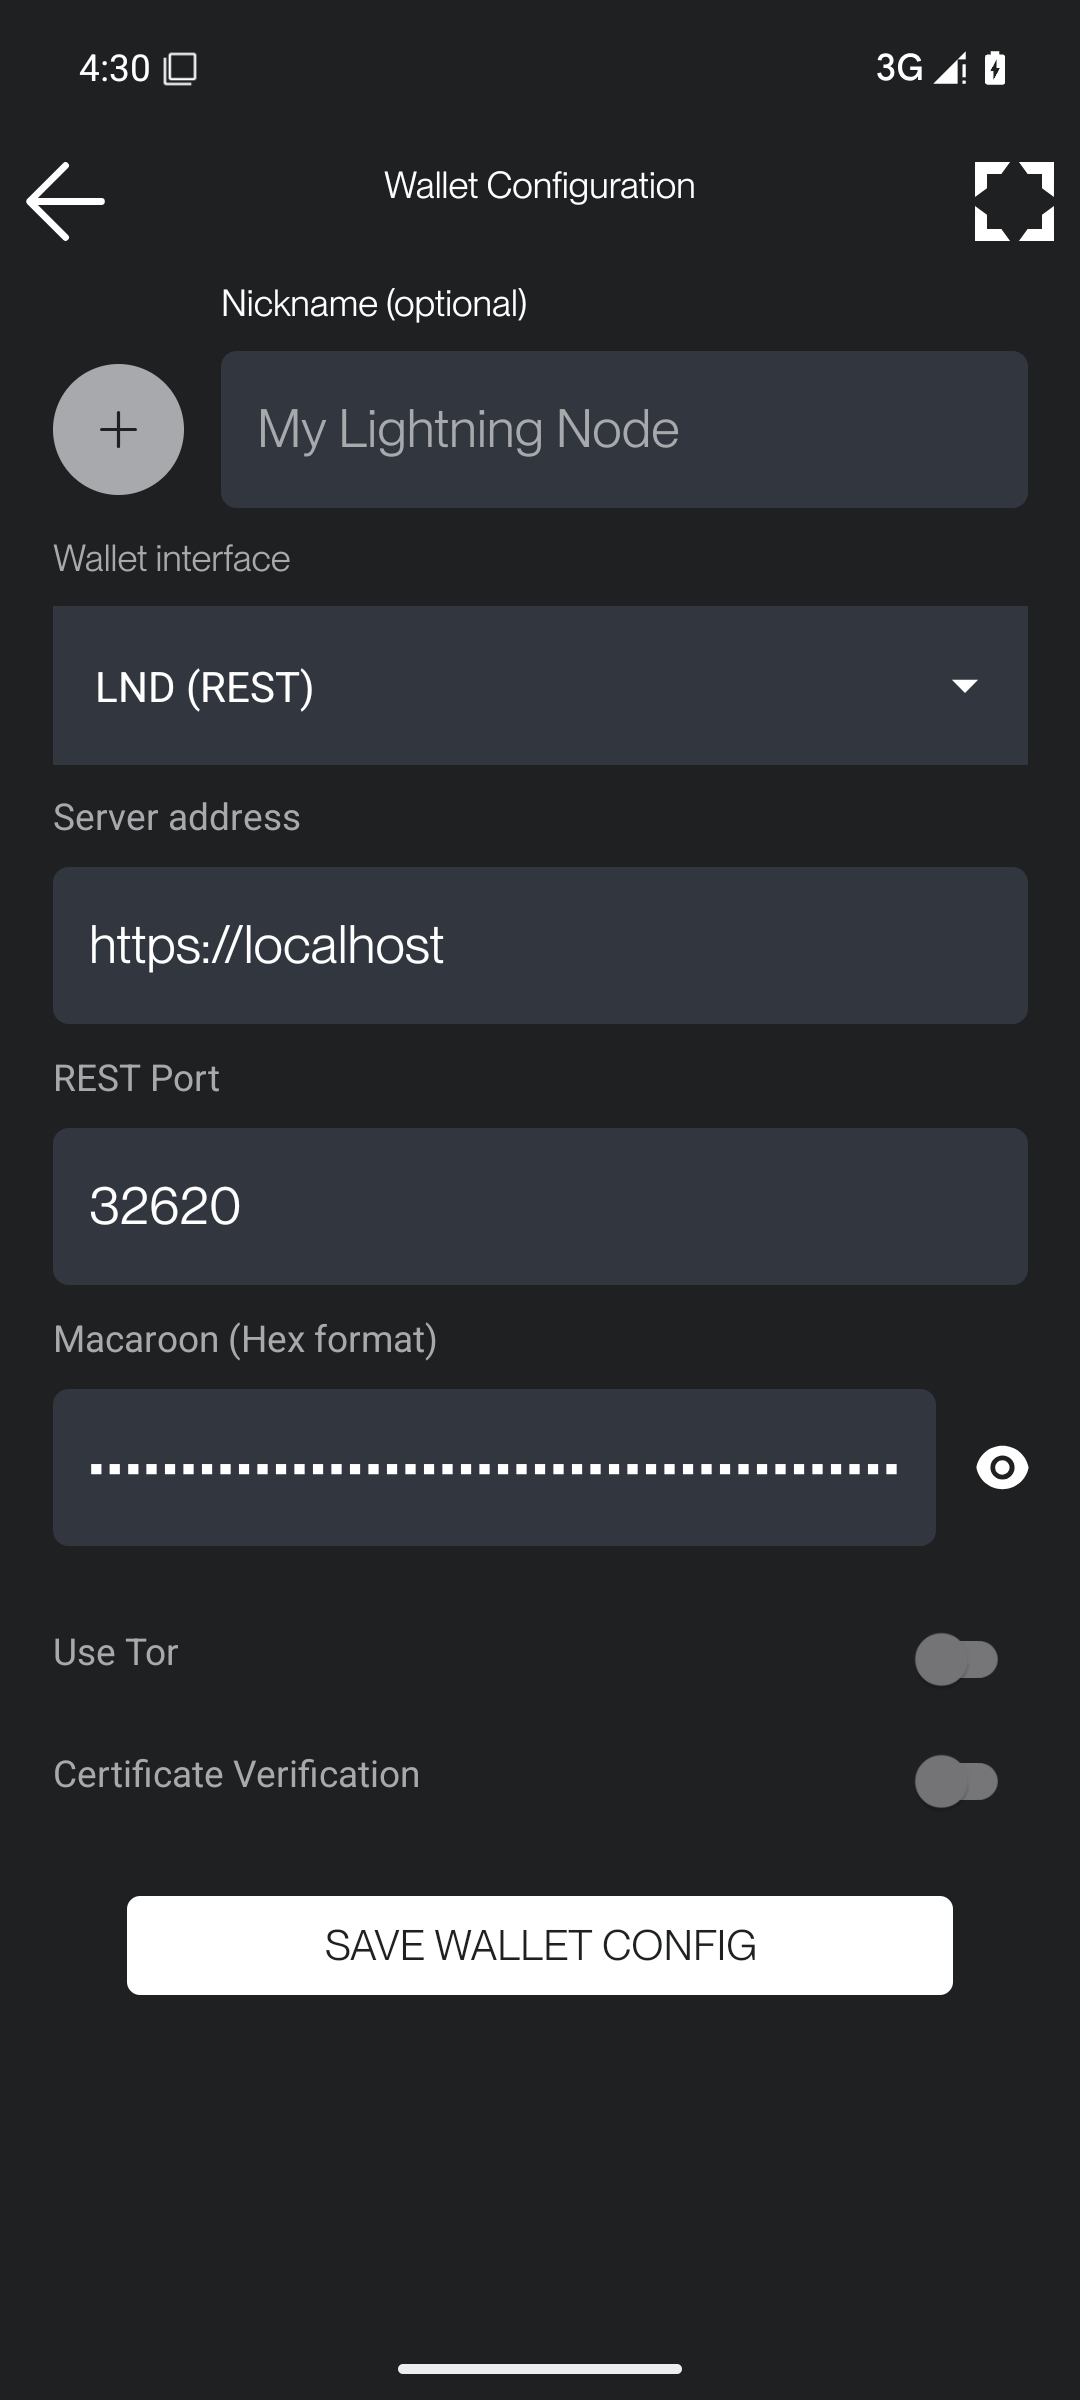 4:30
3G
Wallet Configuration
Nickname (optional)
My Lightning Node
Wallet interface
LND (REST)
Server address
https://localhost
REST Port
32620
Macaroon (Hex format)
Use Tor
Certificate Verification
SAVE WALLET CONFIG